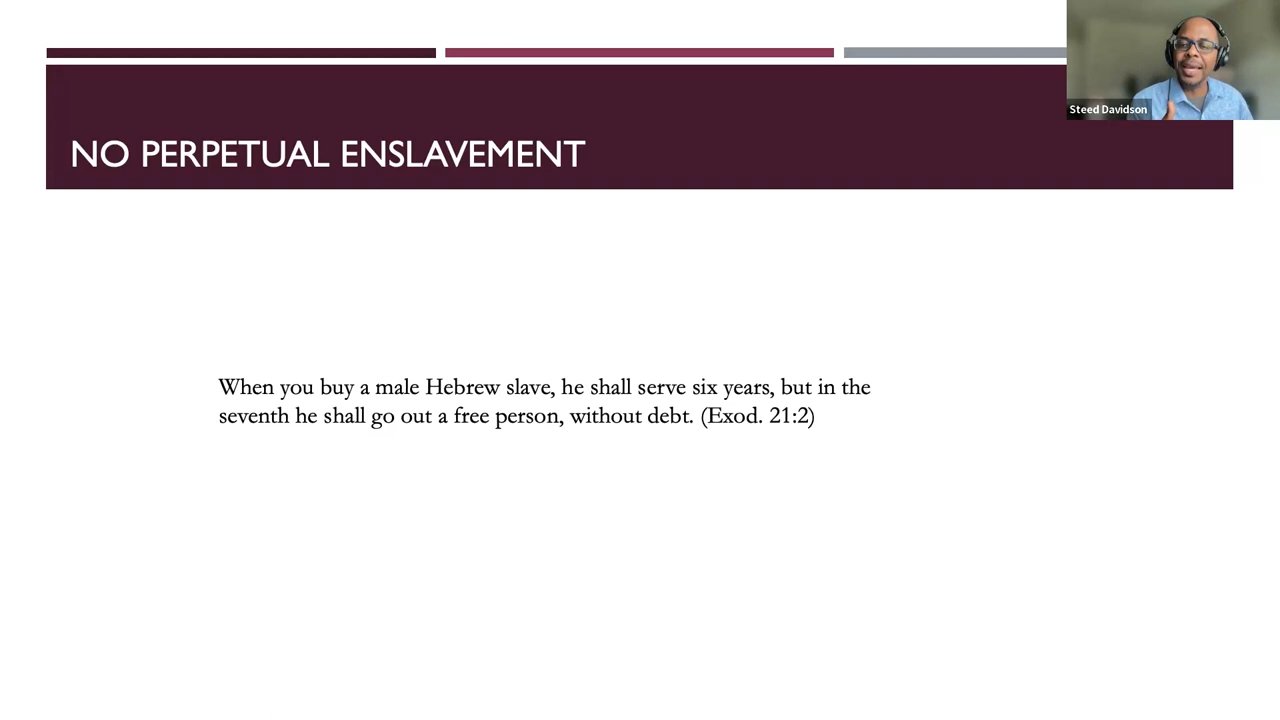 Steed Davidson
NO PERPETUAL ENSLAVEMENT
When you buy a male Hebrew slave, he shall serve six years, but in the
seventh he shall go out a free person, without debt. (Exod. 21:2)